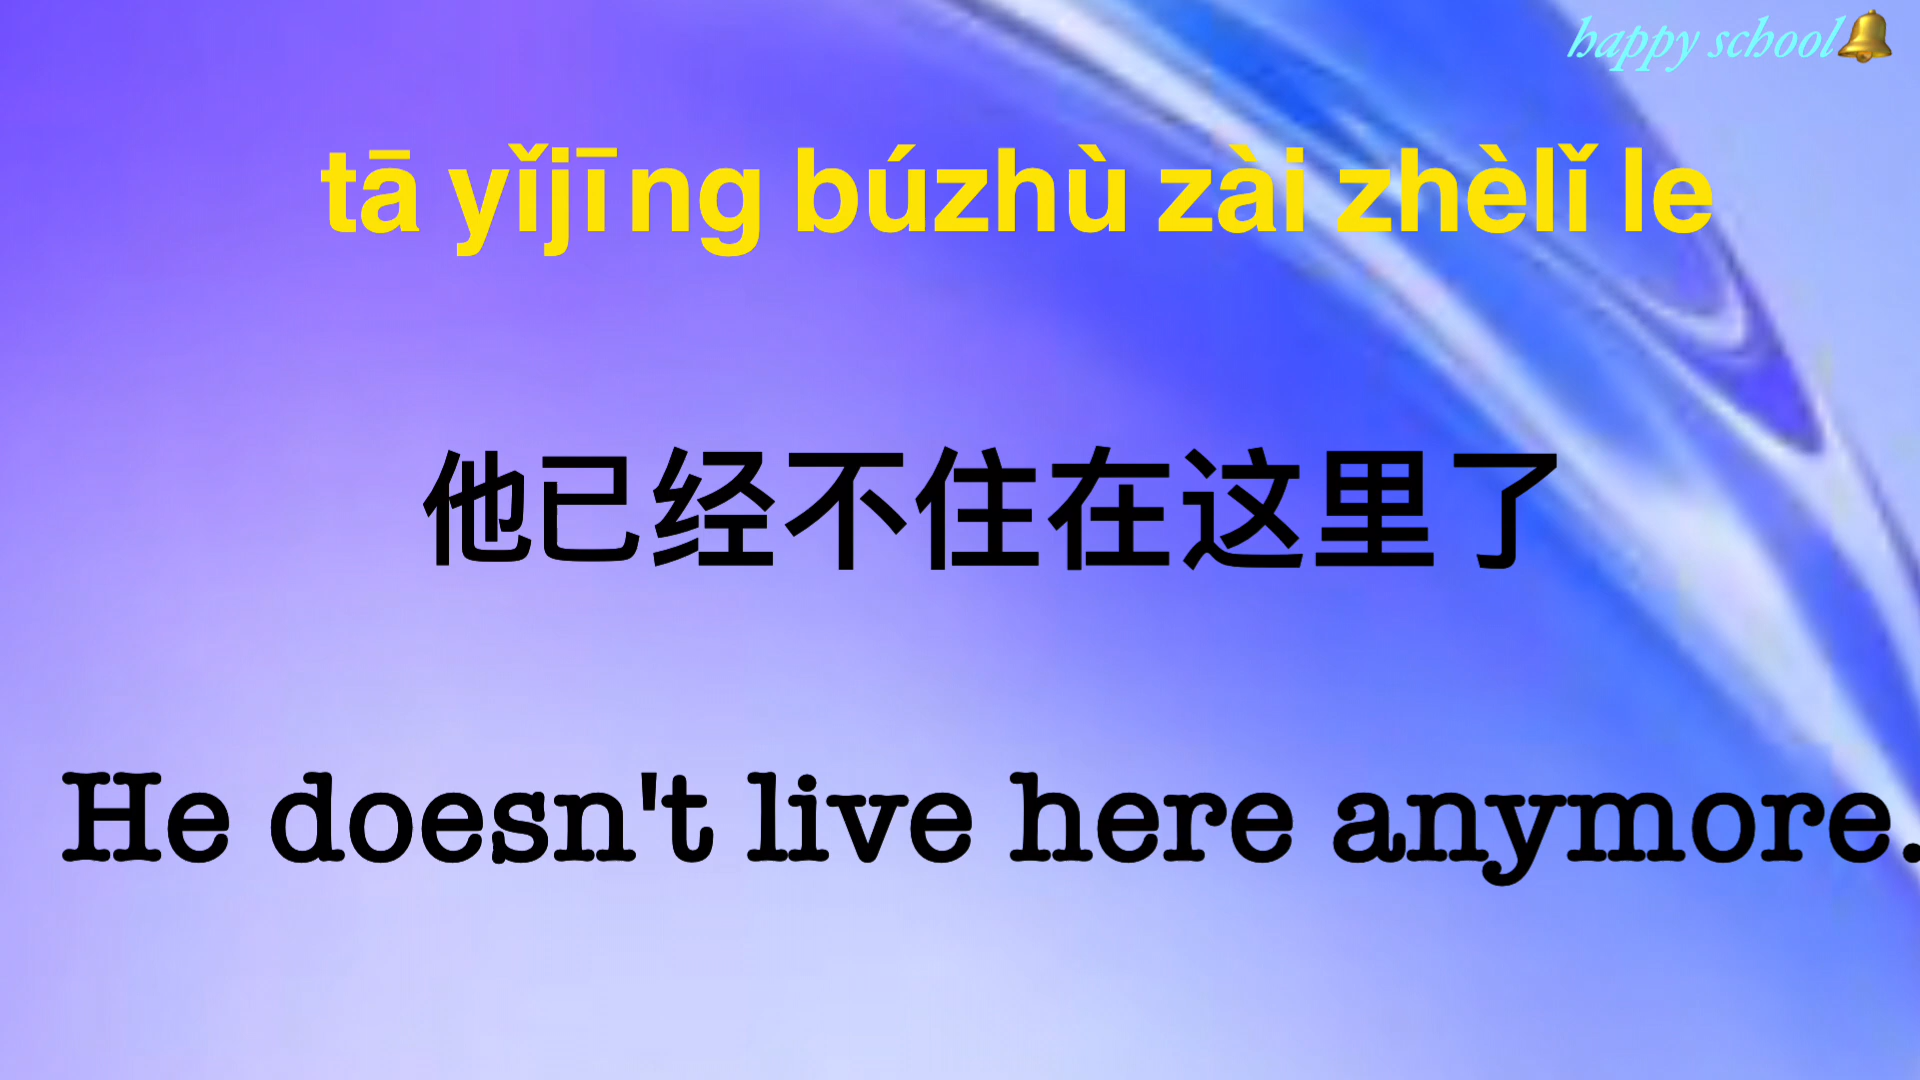 happy school🔔
tā yǐjīng búzhù zài zhèlǐ le
他已经不住在这里了
He doesn't live here anymore.